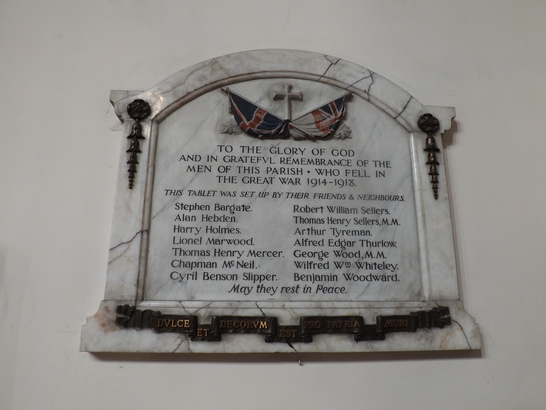 TO THE GLORY OF GOD
AND IN GRATEFVL REMEMBRANCE OF THE
MEN OF THIS PARISH • WHO FELL IN
THE GREAT WAR 1914-1918.
THIS TABLET WAS SET UP BY THEIR FRIENDS & NEIGHBOURS.
Stephen Bargate.
Alan Hebden.
Harry Holmes.
Lionel Marwood.
Thomas Henry Mercer.
Chapman McNeil.
Cyril Benson Slipper.
Robert William Sellers.
Thomas Henry Sellers, M.M.
Arthur Tyreman.
Alfred Edgar Thurlow.
George Wood, M.M.
Wilfred Wm Whiteley.
Benjamin Woodward.
May they rest in Peace.
DVLCE ET DECORVM EST PRO PATRIA MORI